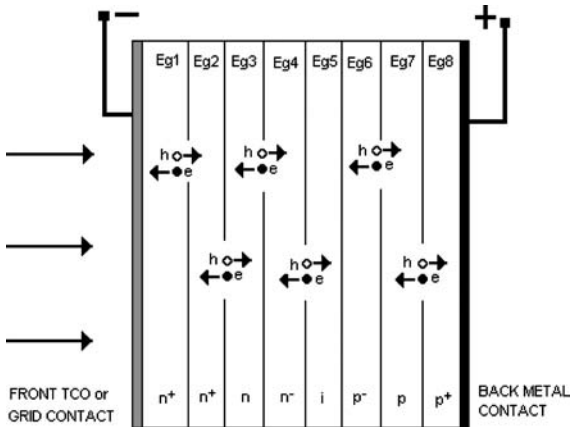 − +
Eg1 Eg2 Eg3 Eg4 Eg5 Eg6 Eg7 Eg8
h h h
e e e
h h h
e e e
n⁺ n⁺ n n⁻ i p⁻ p p⁺
FRONT TCO or
GRID CONTACT
BACK METAL
CONTACT